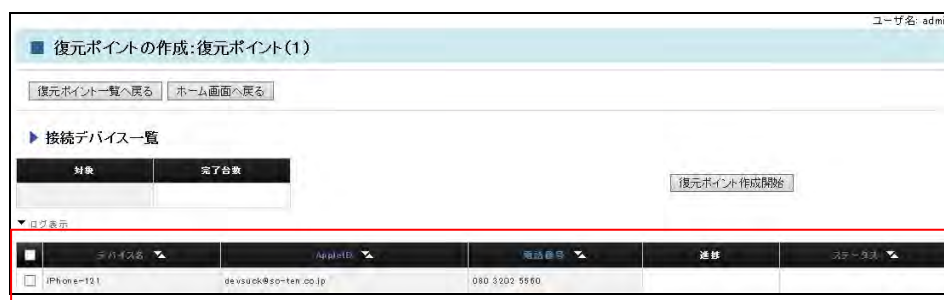 ユーザ名: admi
復元ポイントの作成:復元ポイント(1)
復元ポイント一覧へ戻る ホーム画面へ戻る
接続デバイス一覧
対象 完了台数
復元ポイント作成開始
ログ表示
デバイス名 AppleID 電話番号 進捗 ステータス
iPhone-121 devsuck@so-ten.co.jp 080 3202 5560